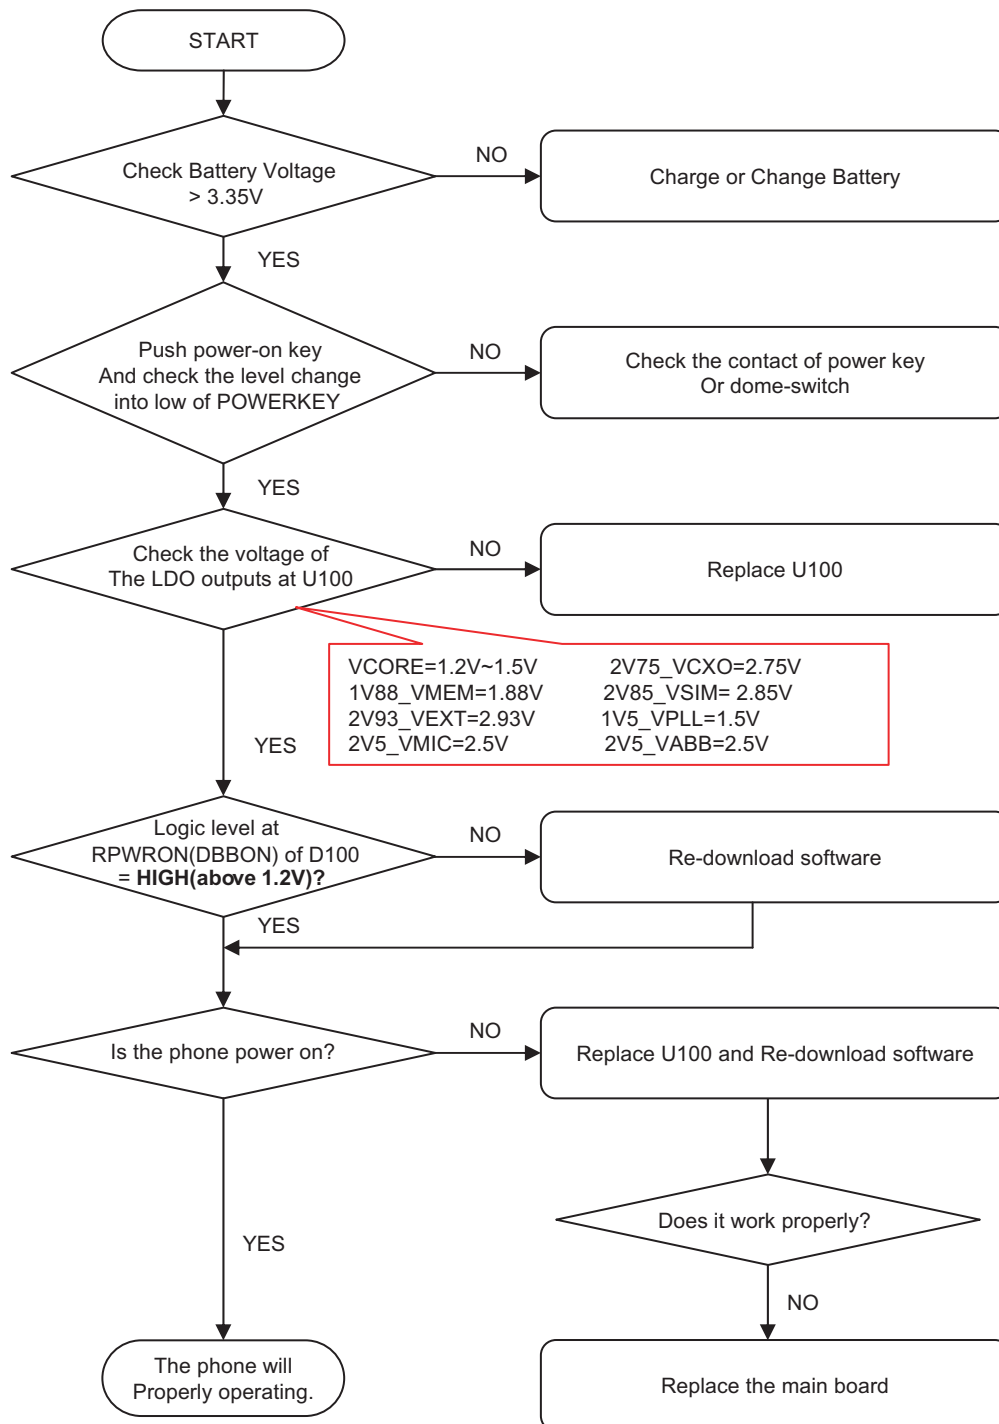 START
Check Battery Voltage
> 3.35V
NO
Charge or Change Battery
YES
Push power-on key
And check the level change
into low of POWERKEY
NO
Check the contact of power key
Or dome-switch
YES
Check the voltage of
The LDO outputs at U100
NO
Replace U100
VCORE=1.2V~1.5V 2V75_VCXO=2.75V
1V88_VMEM=1.88V 2V85_VSIM= 2.85V
2V93_VEXT=2.93V 1V5_VPLL=1.5V
2V5_VMIC=2.5V 2V5_VABB=2.5V
YES
Logic level at
RPWRON(DBBON) of D100
= HIGH(above 1.2V)?
NO
Re-download software
YES
Is the phone power on?
NO
Replace U100 and Re-download software
Does it work properly?
YES
NO
The phone will
Properly operating.
Replace the main board